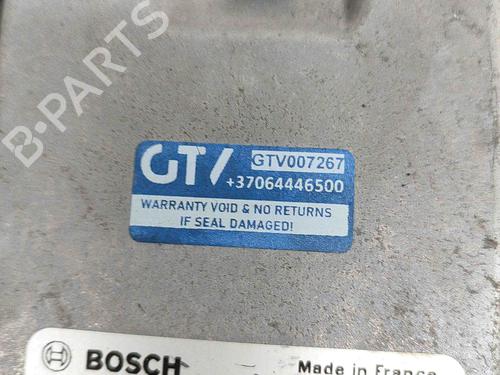 B-PARTS
GTV
GTV007267
+37064446500
WARRANTY VOID & NO RETURNS
IF SEAL DAMAGED!
BOSCH
Made in France